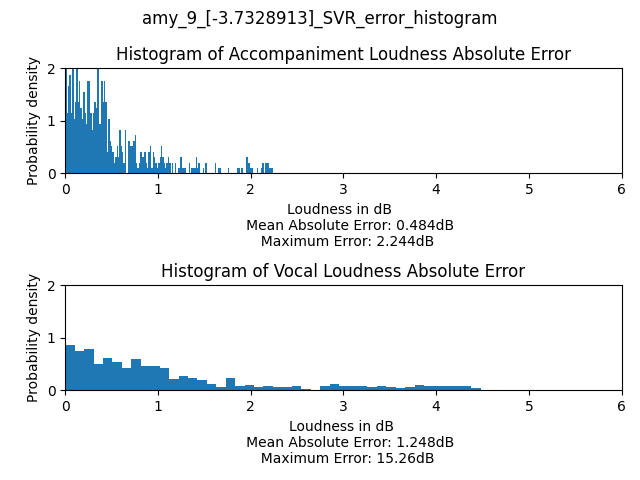 amy_9_[-3.7328913]_SVR_error_histogram
Histogram of Accompaniment Loudness Absolute Error
Probability density
2
1
0
0 1 2 3 4 5 6
Loudness in dB
Mean Absolute Error: 0.484dB
Maximum Error: 2.244dB
Histogram of Vocal Loudness Absolute Error
Probability density
2
1
0
0 1 2 3 4 5 6
Loudness in dB
Mean Absolute Error: 1.248dB
Maximum Error: 15.26dB